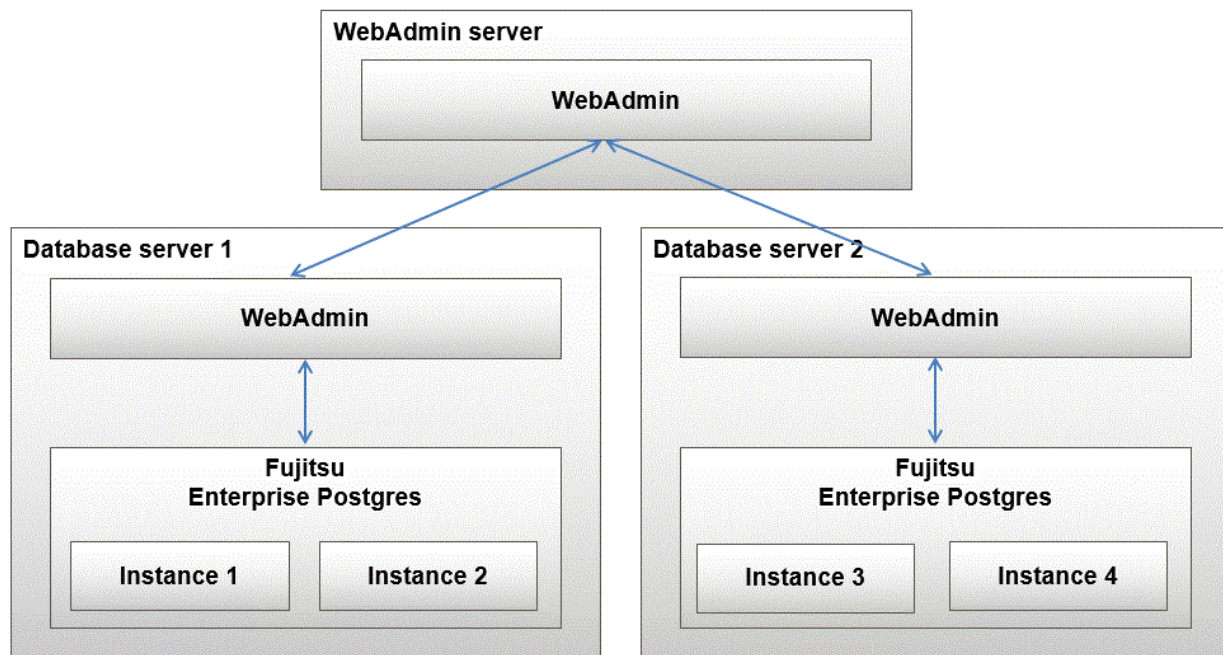 WebAdmin server
WebAdmin
Database server 1
WebAdmin
Fujitsu
Enterprise Postgres
Instance 1
Instance 2
Database server 2
WebAdmin
Fujitsu
Enterprise Postgres
Instance 3
Instance 4